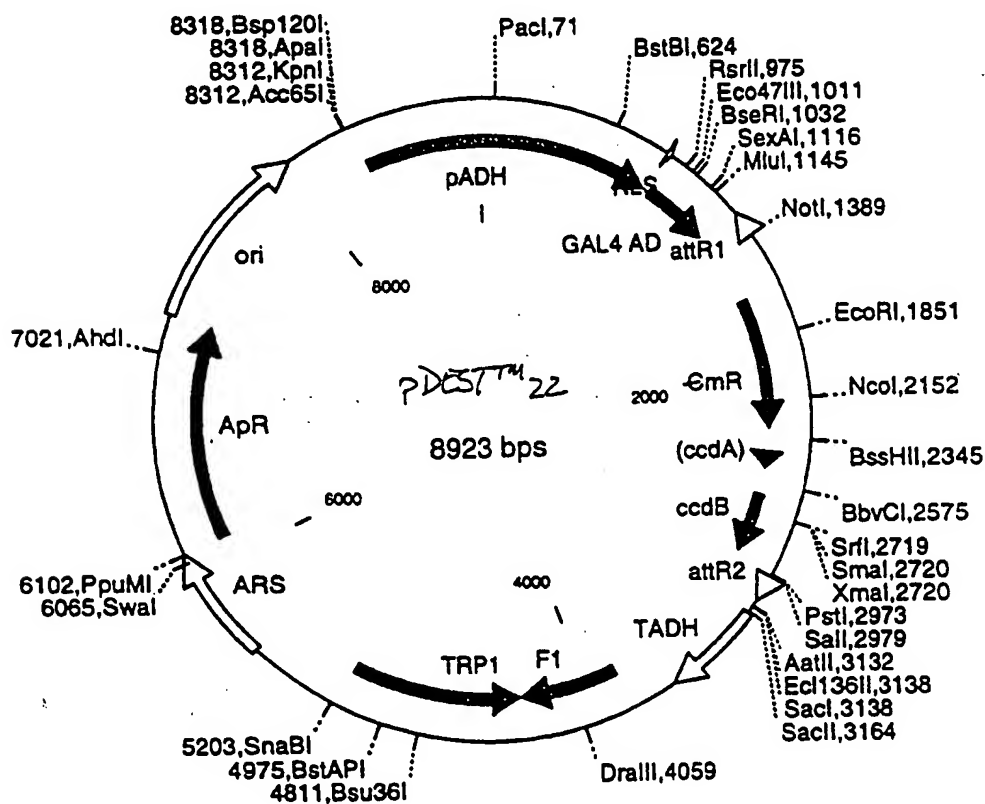 8318,Bsp120I
8318,ApaI
8312,KpnI
8312,Acc65I
PacI,71
BstBI,624
RsrII,975
Eco47III,1011
BseRI,1032
SexAI,1116
MluI,1145
NotI,1389
pADH
GAL4 AD
attR1
ori
8000
7021,AhdI
EcoRI,1851
pDEST™22
2000
CmR
NcoI,2152
ApR
8923 bps
(ccdA)
BssHII,2345
6000
ccdB
BbvCI,2575
SrfI,2719
SmaI,2720
XmaI,2720
attR2
4000
6102,PpuMI
6065,SwaI
ARS
TADH
PstI,2973
SalI,2979
AatII,3132
Ecl136II,3138
SacI,3138
SacII,3164
TRP1
F1
5203,SnaBI
4975,BstAPI
4811,Bsu36I
DraIII,4059